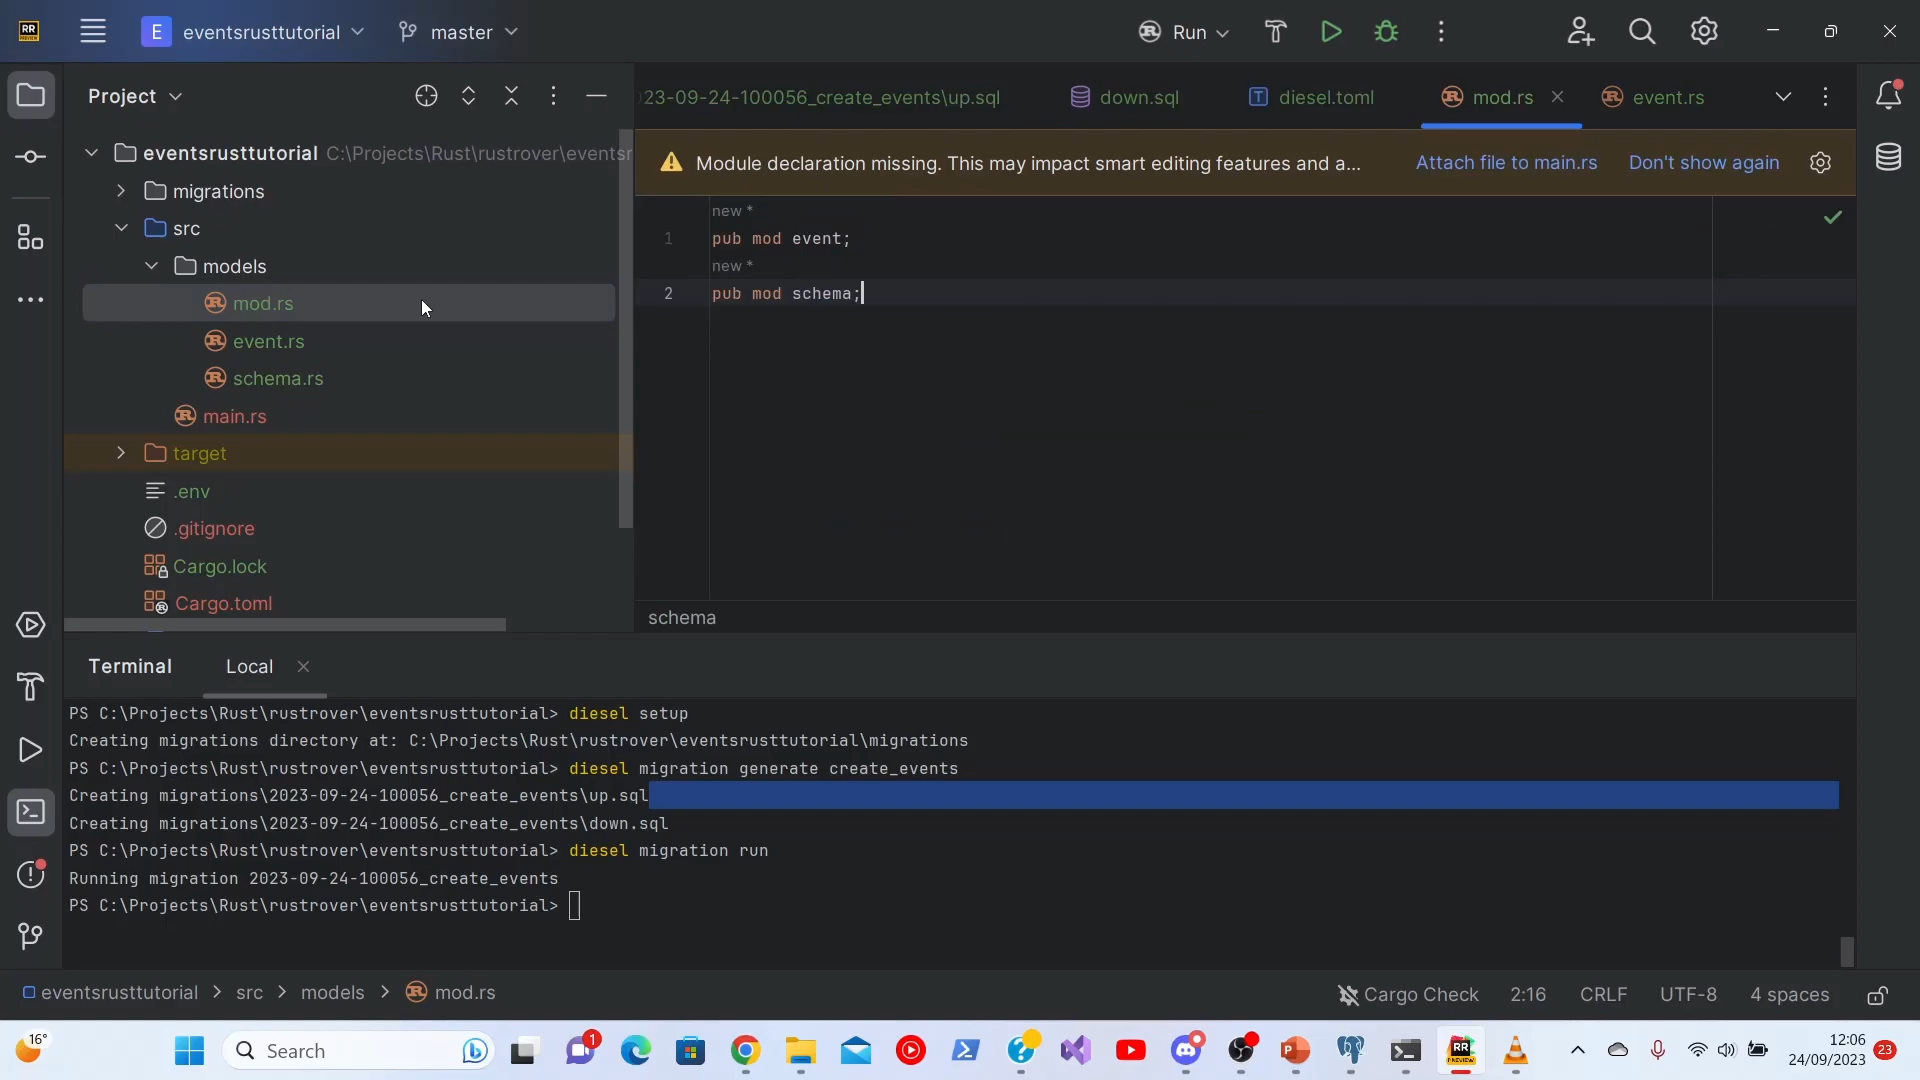 RR
PREVIEW
E eventsrusttutorial master Run
Project
eventsrusttutorial C:\Projects\Rust\rustrover\eventsr
migrations
src
models
mod.rs
event.rs
schema.rs
main.rs
target
.env
.gitignore
Cargo.lock
Cargo.toml
23-09-24-100056_create_events\up.sql down.sql diesel.toml mod.rs event.rs
Module declaration missing. This may impact smart editing features and a... Attach file to main.rs Don't show again
new *
1 pub mod event;
new *
2 pub mod schema;
schema
Terminal Local
PS C:\Projects\Rust\rustrover\eventsrusttutorial> diesel setup
Creating migrations directory at: C:\Projects\Rust\rustrover\eventsrusttutorial\migrations
PS C:\Projects\Rust\rustrover\eventsrusttutorial> diesel migration generate create_events
Creating migrations\2023-09-24-100056_create_events\up.sql
Creating migrations\2023-09-24-100056_create_events\down.sql
PS C:\Projects\Rust\rustrover\eventsrusttutorial> diesel migration run
Running migration 2023-09-24-100056_create_events
PS C:\Projects\Rust\rustrover\eventsrusttutorial>
eventsrusttutorial > src > models > mod.rs Cargo Check 2:16 CRLF UTF-8 4 spaces
16° Search 1 RR PREVIEW 12:06 23
24/09/2023